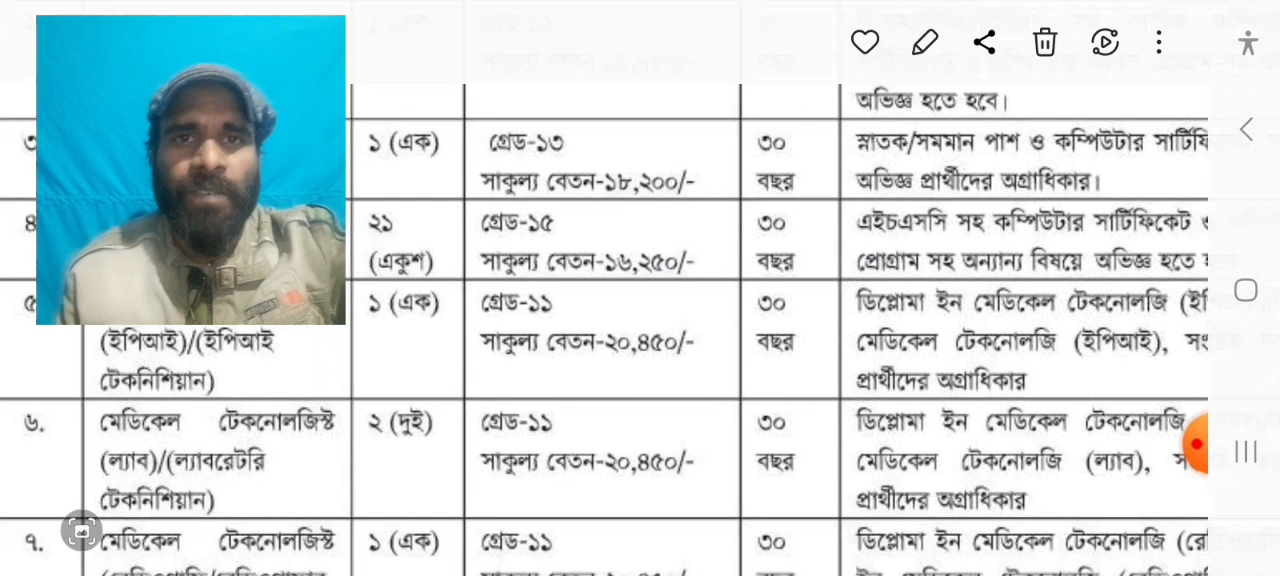 অভিজ্ঞ হতে হবে।
৩
১ (এক)
গ্রেড-১৩
৩০
স্নাতক/সমমান পাশ ও কম্পিউটার
সাকুল্য বেতন-১৮,২০০/-
বছর
অভিজ্ঞ প্রার্থীদের অগ্রাধিকার।
৪
২১
গ্রেড-১৫
৩০
এইচএসসি সহ কম্পিউটার সার্টিফিকেট
(একুশ)
সাকুল্য বেতন-১৬,২৫০/-
বছর
প্রোগ্রাম সহ অন্যান্য বিষয়ে অভিজ্ঞ হতে
৫
১ (এক)
গ্রেড-১১
৩০
ডিপ্লোমা ইন মেডিকেল টেকনোলজি
(ইপিআই)/(ইপিআই
সাকুল্য বেতন-২০,৪৫০/-
বছর
মেডিকেল টেকনোলজি (ইপিআই),
টেকনিশিয়ান)
প্রার্থীদের অগ্রাধিকার
৬.
মেডিকেল টেকনোলজিস্ট
২ (দুই)
গ্রেড-১১
৩০
ডিপ্লোমা ইন মেডিকেল টেকনোলজি
(ল্যাব)/(ল্যাবরেটরি
সাকুল্য বেতন-২০,৪৫০/-
বছর
মেডিকেল টেকনোলজি (ল্যাব),
টেকনিশিয়ান)
প্রার্থীদের অগ্রাধিকার
৭.
মেডিকেল টেকনোলজিস্ট
১ (এক)
গ্রেড-১১
৩০
ডিপ্লোমা ইন মেডিকেল টেকনোলজি